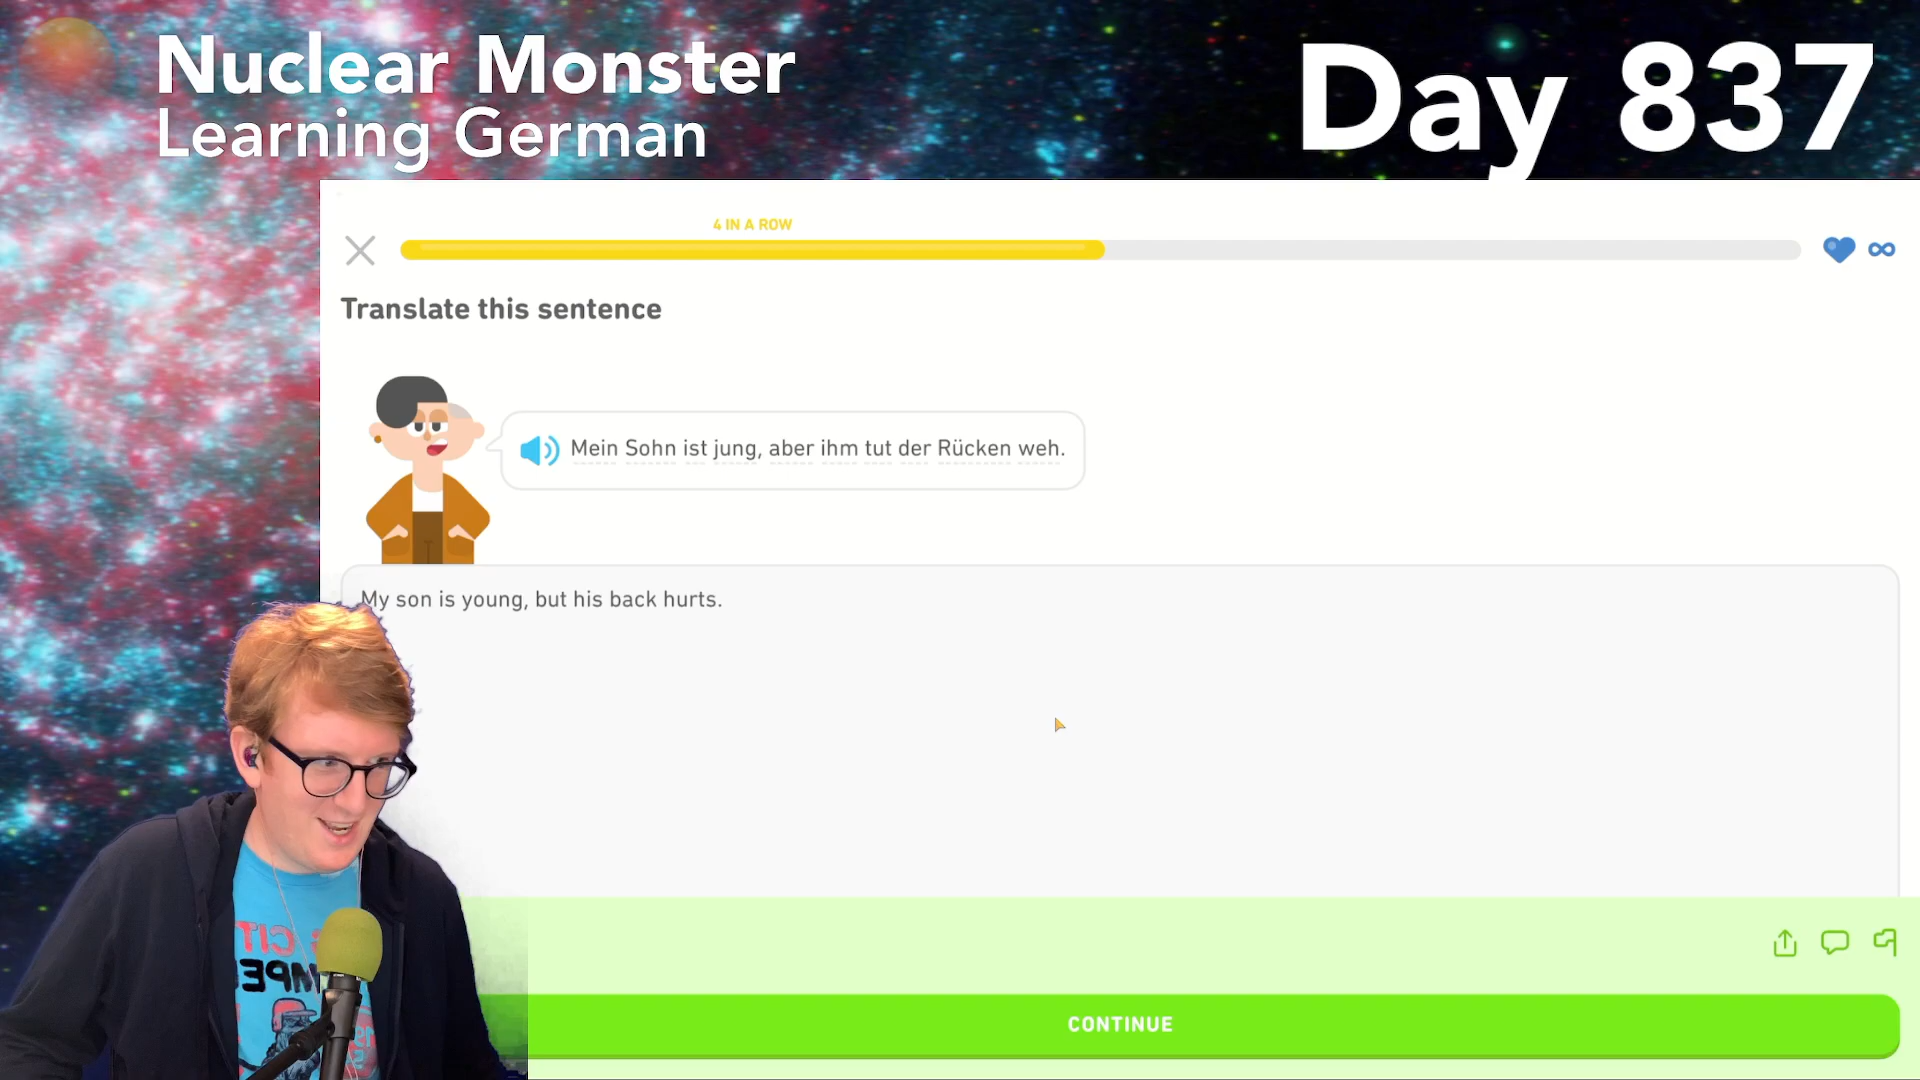 Nuclear Monster
Learning German
Day 837
4 IN A ROW
Translate this sentence
Mein Sohn ist jung, aber ihm tut der Rücken weh.
My son is young, but his back hurts.
CONTINUE